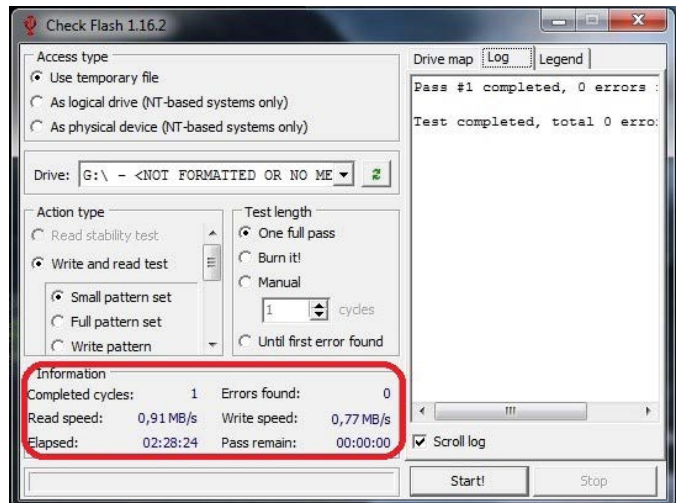 Check Flash 1.16.2
Access type
Use temporary file
As logical drive (NT-based systems only)
As physical device (NT-based systems only)
Drive: G:\ - <NOT FORMATTED OR NO ME
Action type
Read stability test
Write and read test
Small pattern set
Full pattern set
Write pattern
Test length
One full pass
Burn it!
Manual
1 cycles
Until first error found
Information
Completed cycles: 1 Errors found: 0
Read speed: 0,91 MB/s Write speed: 0,77 MB/s
Elapsed: 02:28:24 Pass remain: 00:00:00
Drive map Log Legend
Pass #1 completed, 0 errors
Test completed, total 0 erro
Scroll log
Start! Stop